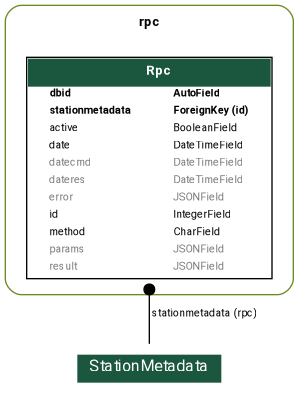 rpc
Rpc
dbid AutoField
stationmetadata ForeignKey (id)
active BooleanField
date DateTimeField
datecmd DateTimeField
dateres DateTimeField
error JSONField
id IntegerField
method CharField
params JSONField
result JSONField
stationmetadata (rpc)
StationMetadata